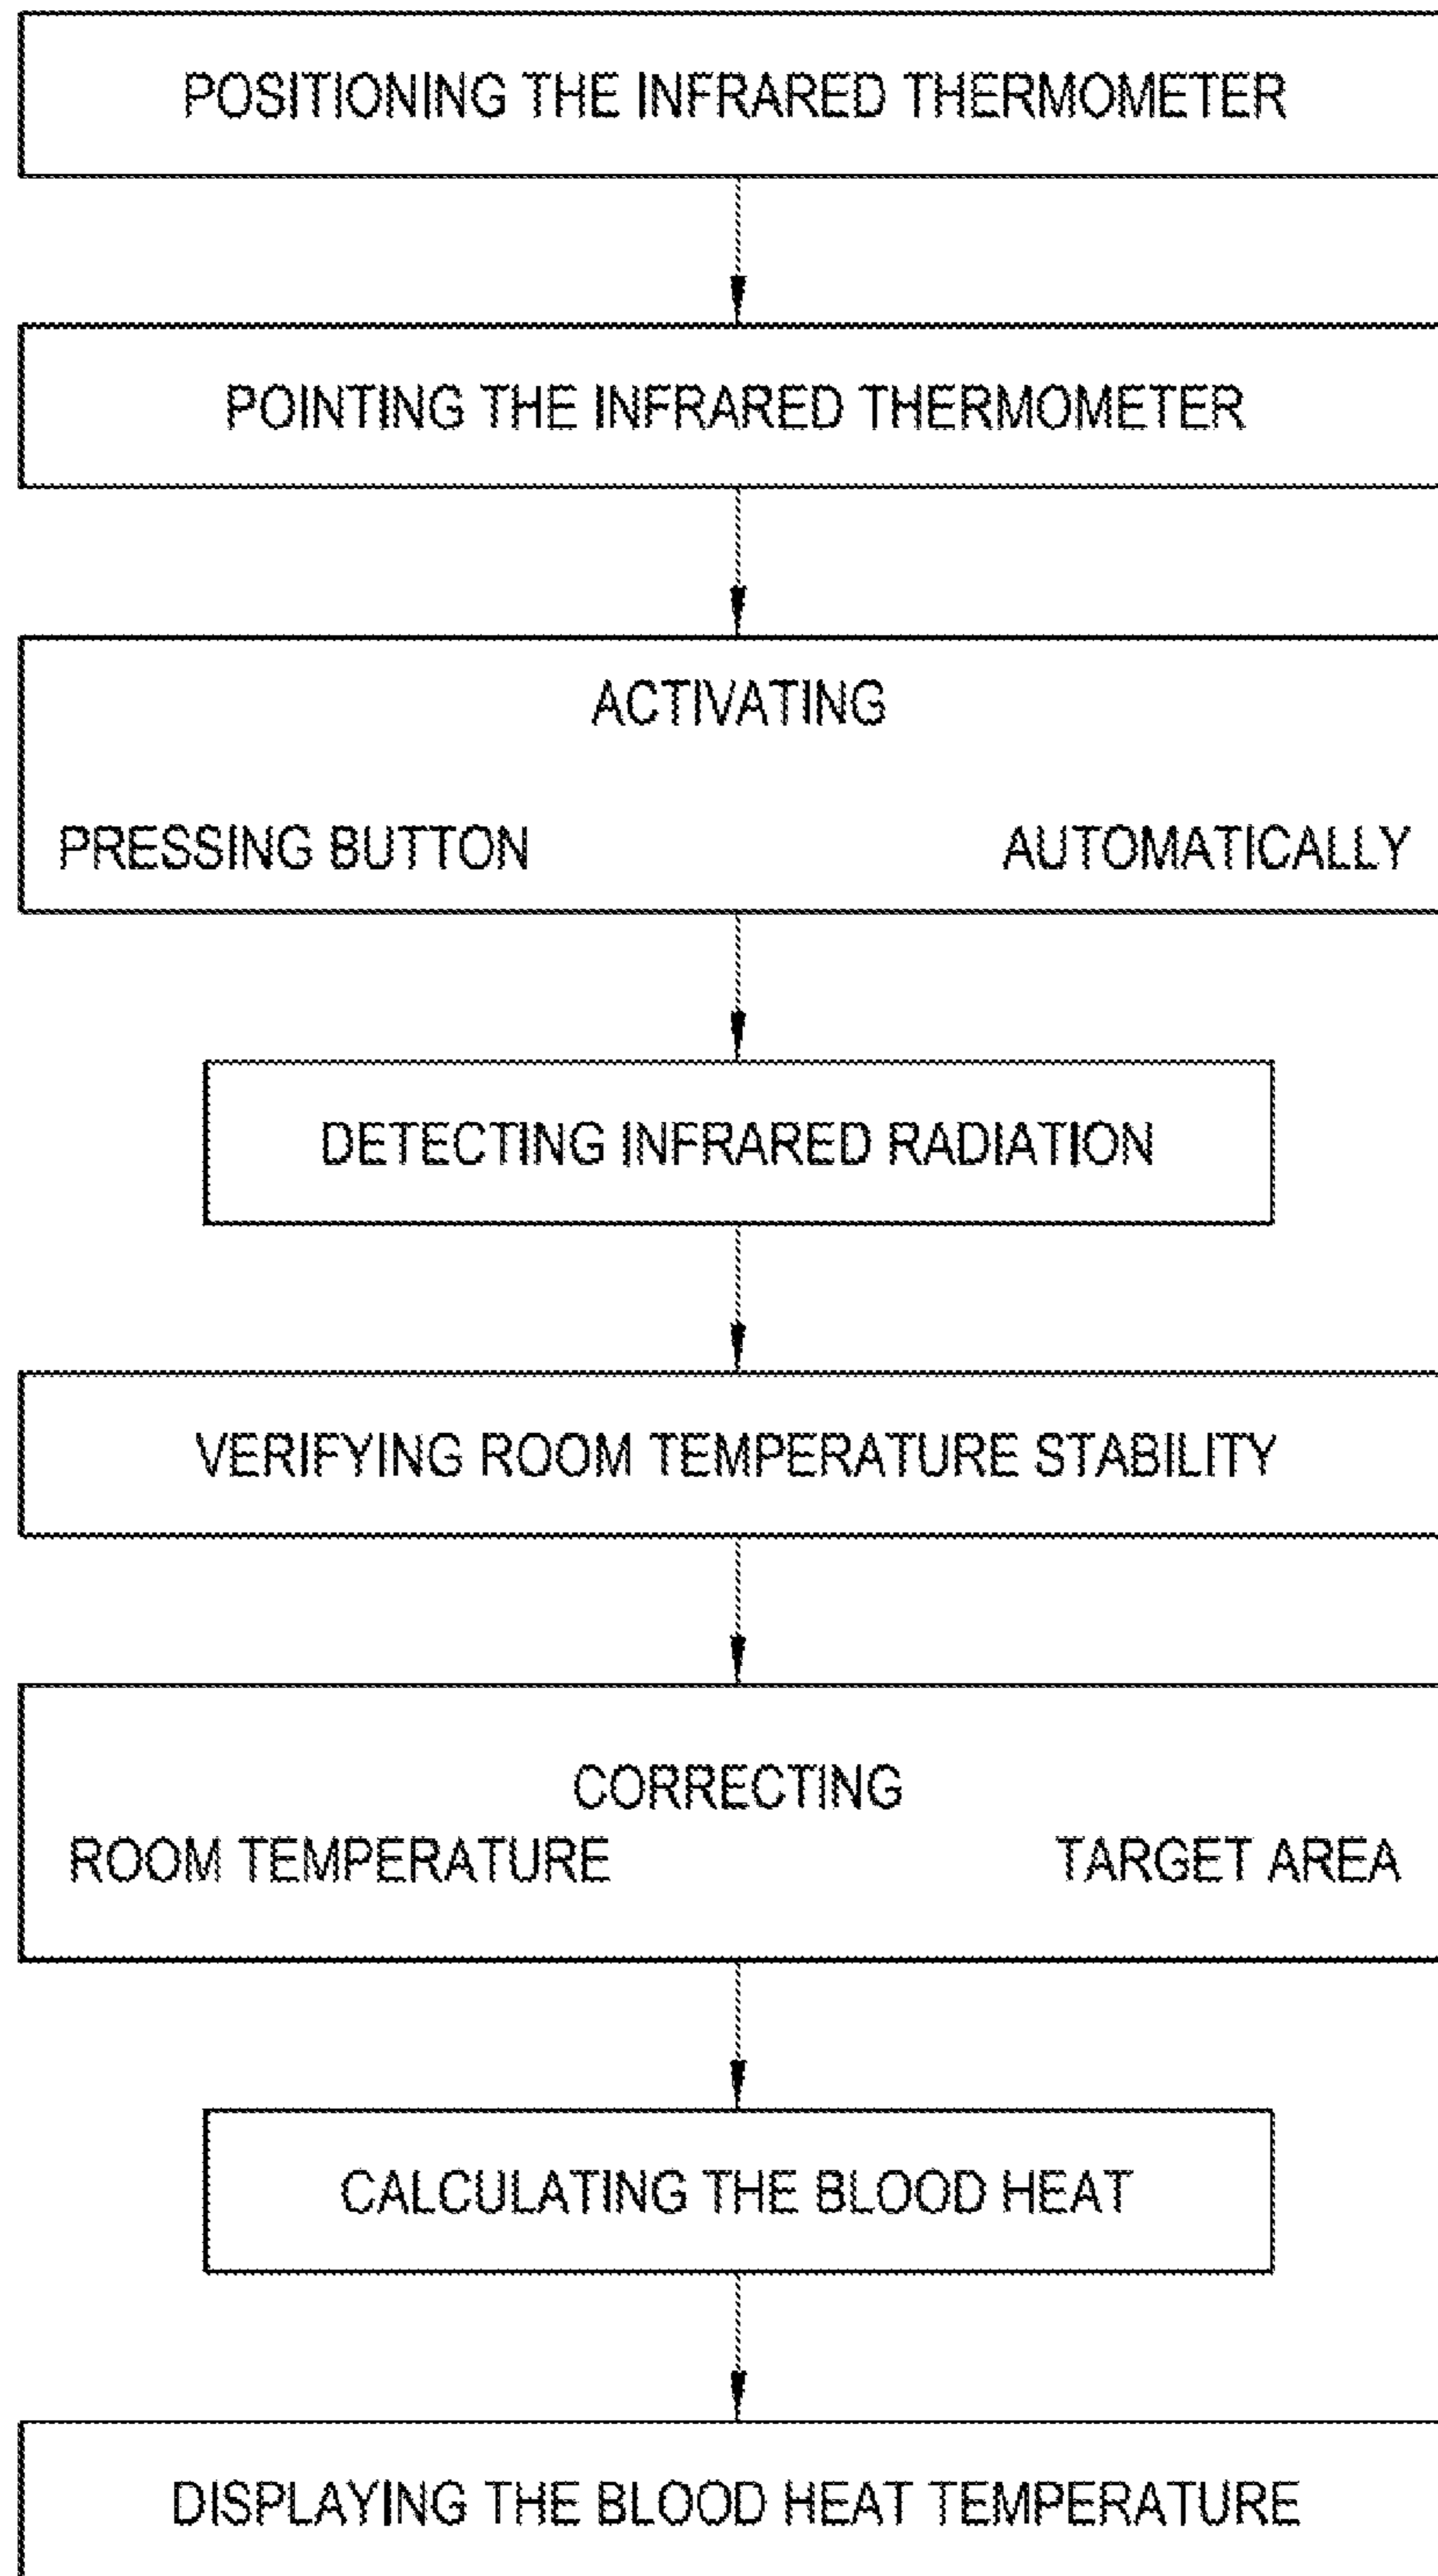 POSITIONING THE INFRARED THERMOMETER
POINTING THE INFRARED THERMOMETER
ACTIVATING
PRESSING BUTTON AUTOMATICALLY
DETECTING INFRARED RADIATION
VERIFYING ROOM TEMPERATURE STABILITY
CORRECTING
ROOM TEMPERATURE TARGET AREA
CALCULATING THE BLOOD HEAT
DISPLAYING THE BLOOD HEAT TEMPERATURE